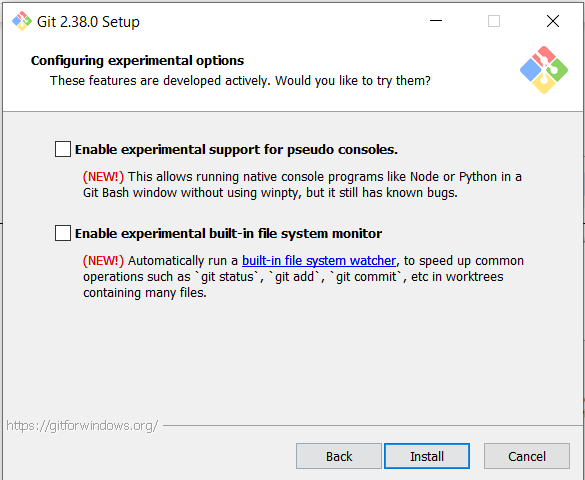 Git 2.38.0 Setup
Configuring experimental options
These features are developed actively. Would you like to try them?
Enable experimental support for pseudo consoles.
(NEW!) This allows running native console programs like Node or Python in a
Git Bash window without using winpty, but it still has known bugs.
Enable experimental built-in file system monitor
(NEW!) Automatically run a built-in file system watcher, to speed up common
operations such as `git status`, `git add`, `git commit`, etc in worktrees
containing many files.
https://gitforwindows.org/
Back Install Cancel